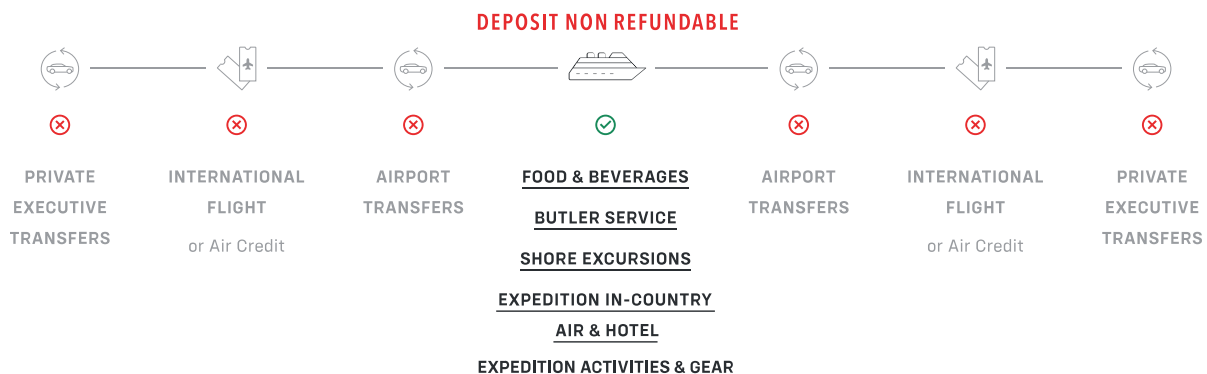 DEPOSIT NON REFUNDABLE
PRIVATE
EXECUTIVE
TRANSFERS
INTERNATIONAL
FLIGHT
or Air Credit
AIRPORT
TRANSFERS
FOOD & BEVERAGES
BUTLER SERVICE
SHORE EXCURSIONS
EXPEDITION IN-COUNTRY
AIR & HOTEL
EXPEDITION ACTIVITIES & GEAR
AIRPORT
TRANSFERS
INTERNATIONAL
FLIGHT
or Air Credit
PRIVATE
EXECUTIVE
TRANSFERS